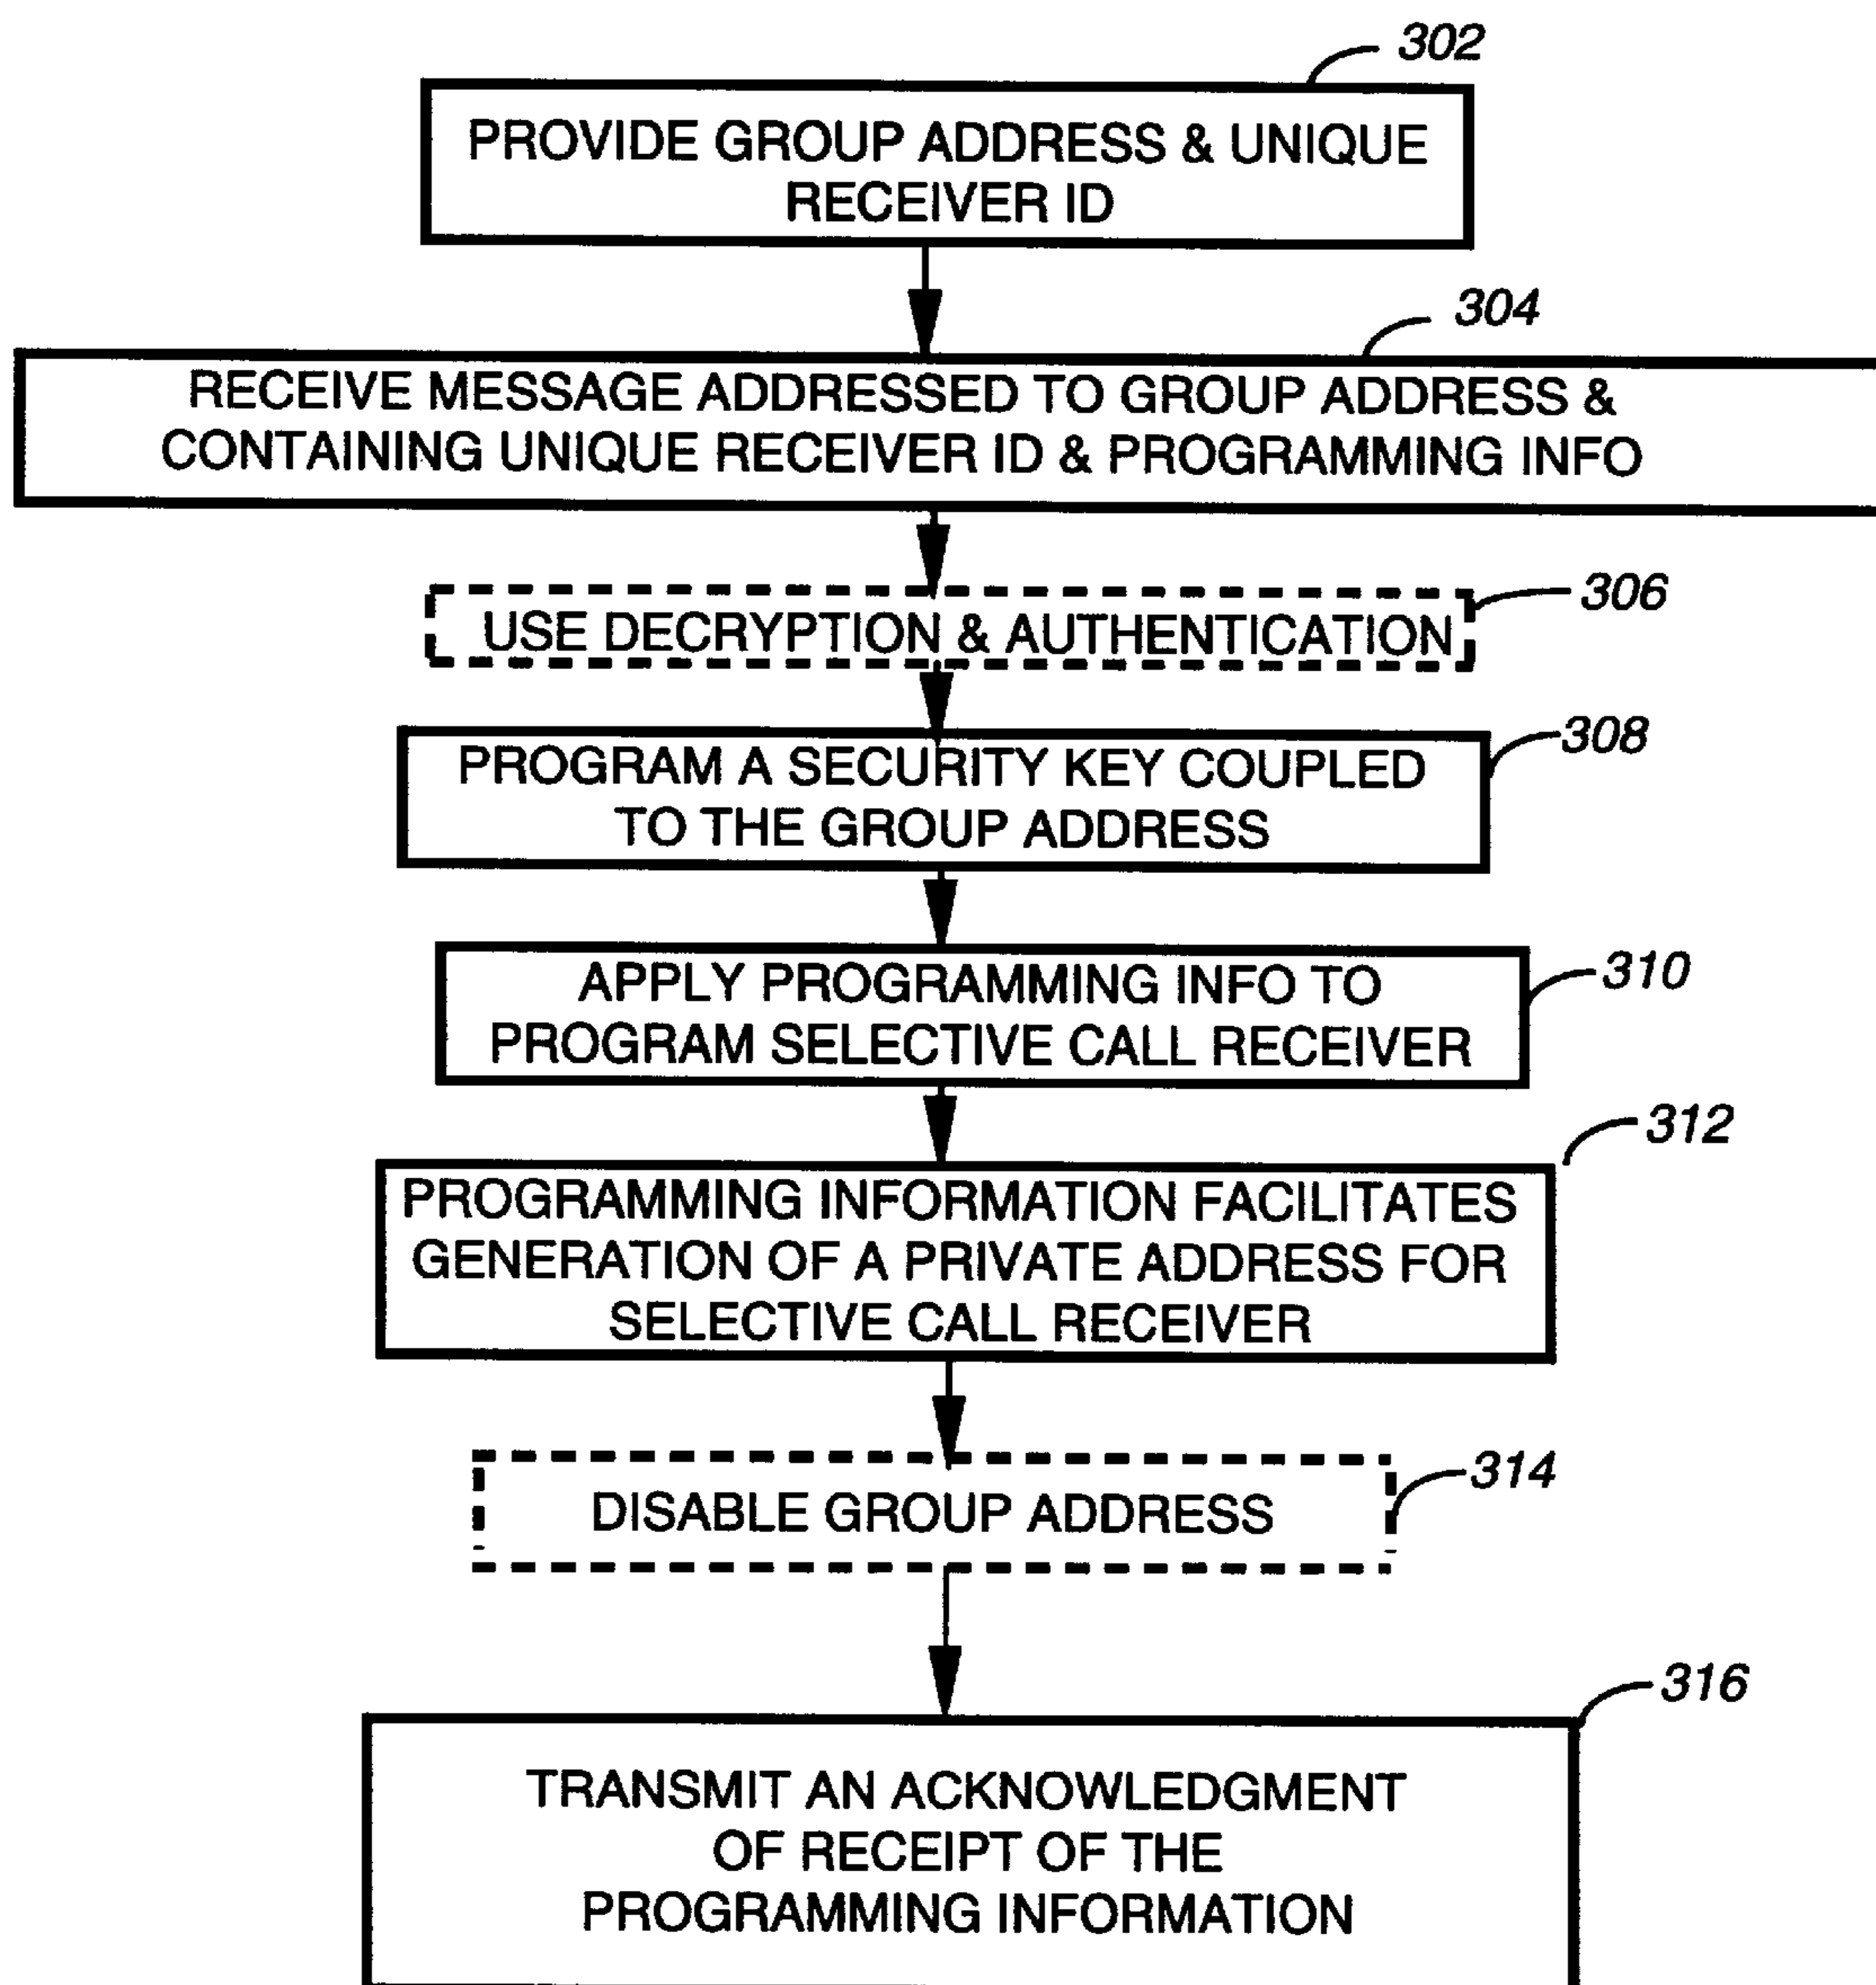 302
PROVIDE GROUP ADDRESS & UNIQUE
RECEIVER ID
304
RECEIVE MESSAGE ADDRESSED TO GROUP ADDRESS &
CONTAINING UNIQUE RECEIVER ID & PROGRAMMING INFO
306
USE DECRYPTION & AUTHENTICATION
308
PROGRAM A SECURITY KEY COUPLED
TO THE GROUP ADDRESS
310
APPLY PROGRAMMING INFO TO
PROGRAM SELECTIVE CALL RECEIVER
312
PROGRAMMING INFORMATION FACILITATES
GENERATION OF A PRIVATE ADDRESS FOR
SELECTIVE CALL RECEIVER
314
DISABLE GROUP ADDRESS
316
TRANSMIT AN ACKNOWLEDGMENT
OF RECEIPT OF THE
PROGRAMMING INFORMATION